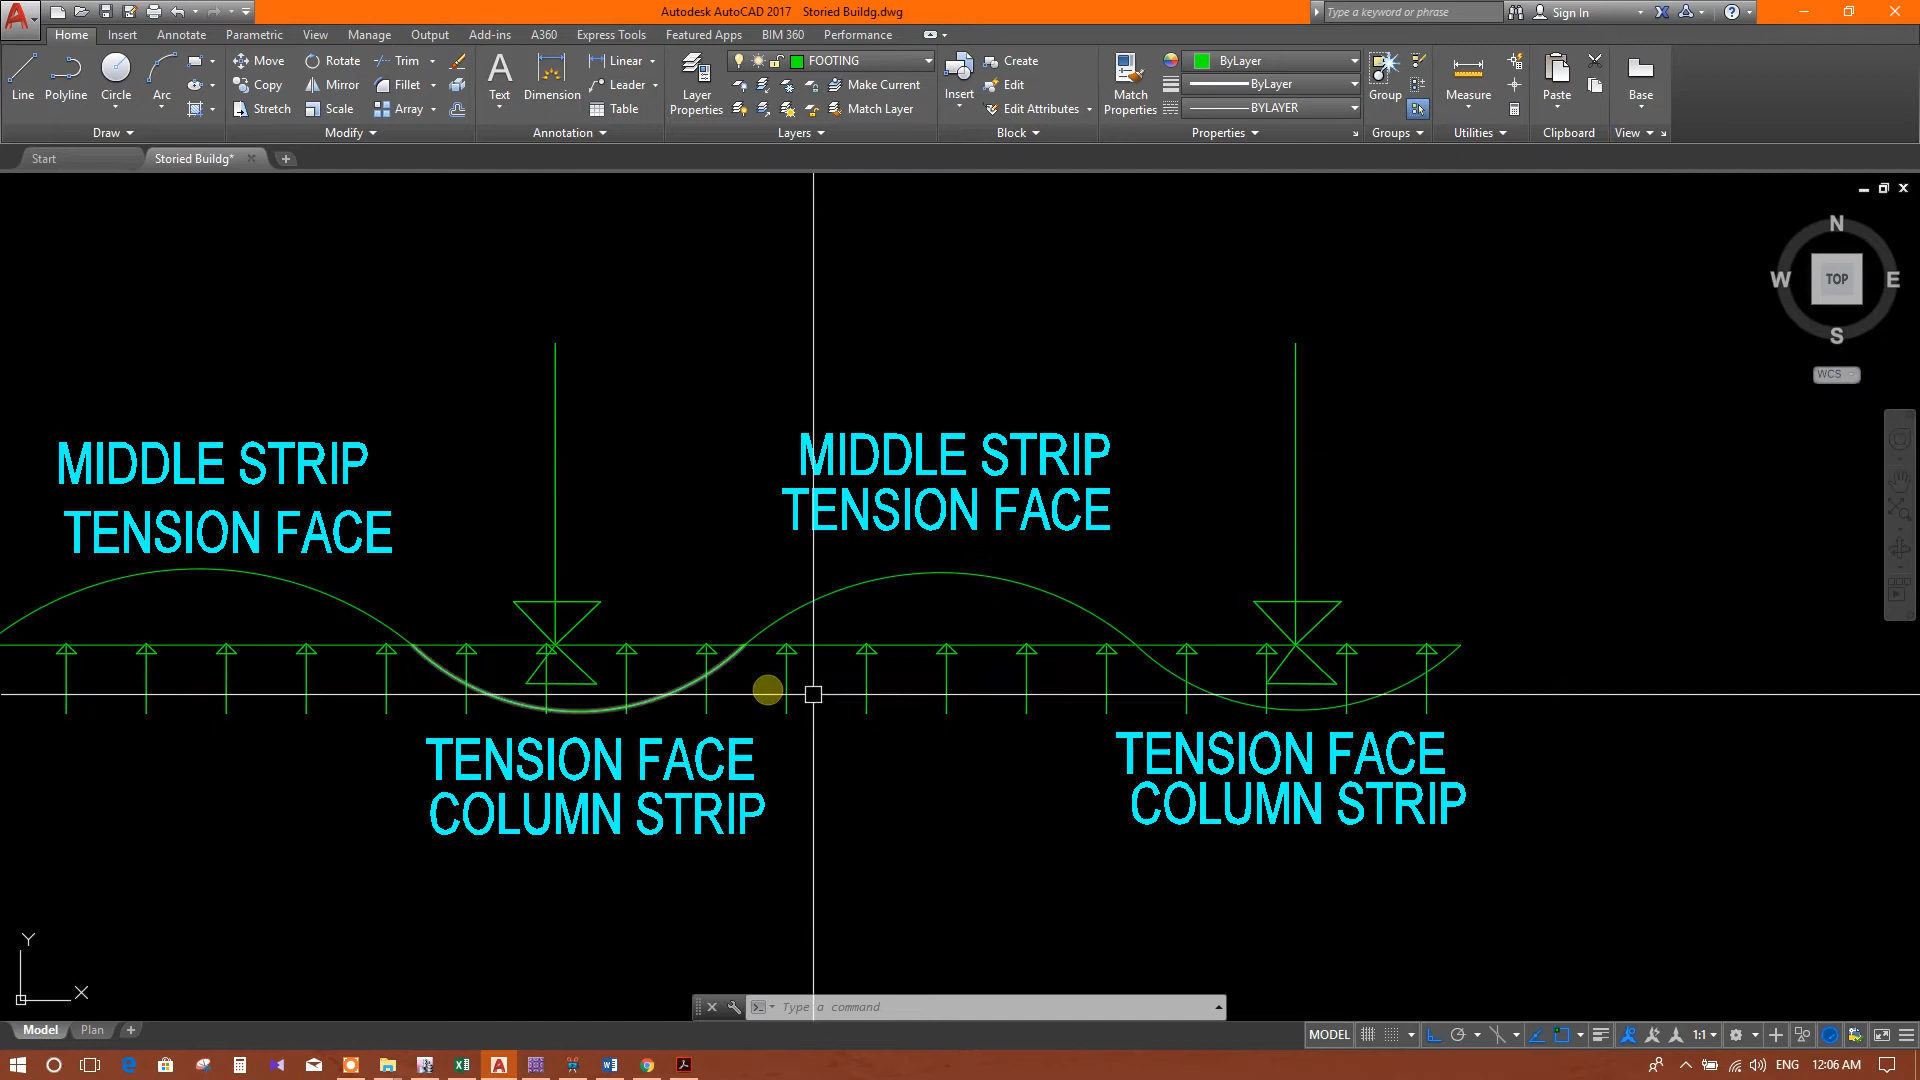 Autodesk AutoCAD 2017 Storied Buildg.dwg
Type a keyword or phrase
Sign In
Home Insert Annotate Parametric View Manage Output Add-ins A360 Express Tools Featured Apps BIM 360 Performance
Line Polyline Circle Arc
Draw
Move Rotate Trim
Copy Mirror Fillet
Stretch Scale Array
Modify
Text Dimension
Linear
Leader
Table
Annotation
Layer Properties
FOOTING
Make Current
Match Layer
Layers
Insert
Create
Edit
Edit Attributes
Block
Match Properties
ByLayer
ByLayer
BYLAYER
Properties
Group
Groups
Measure
Utilities
Paste
Clipboard
Base
View
Start Storied Buildg*
N
W TOP E
S
WCS
MIDDLE STRIP
TENSION FACE
MIDDLE STRIP
TENSION FACE
TENSION FACE
COLUMN STRIP
TENSION FACE
COLUMN STRIP
Y
X
Type a command
Model Plan
MODEL 1:1
ENG 12:06 AM